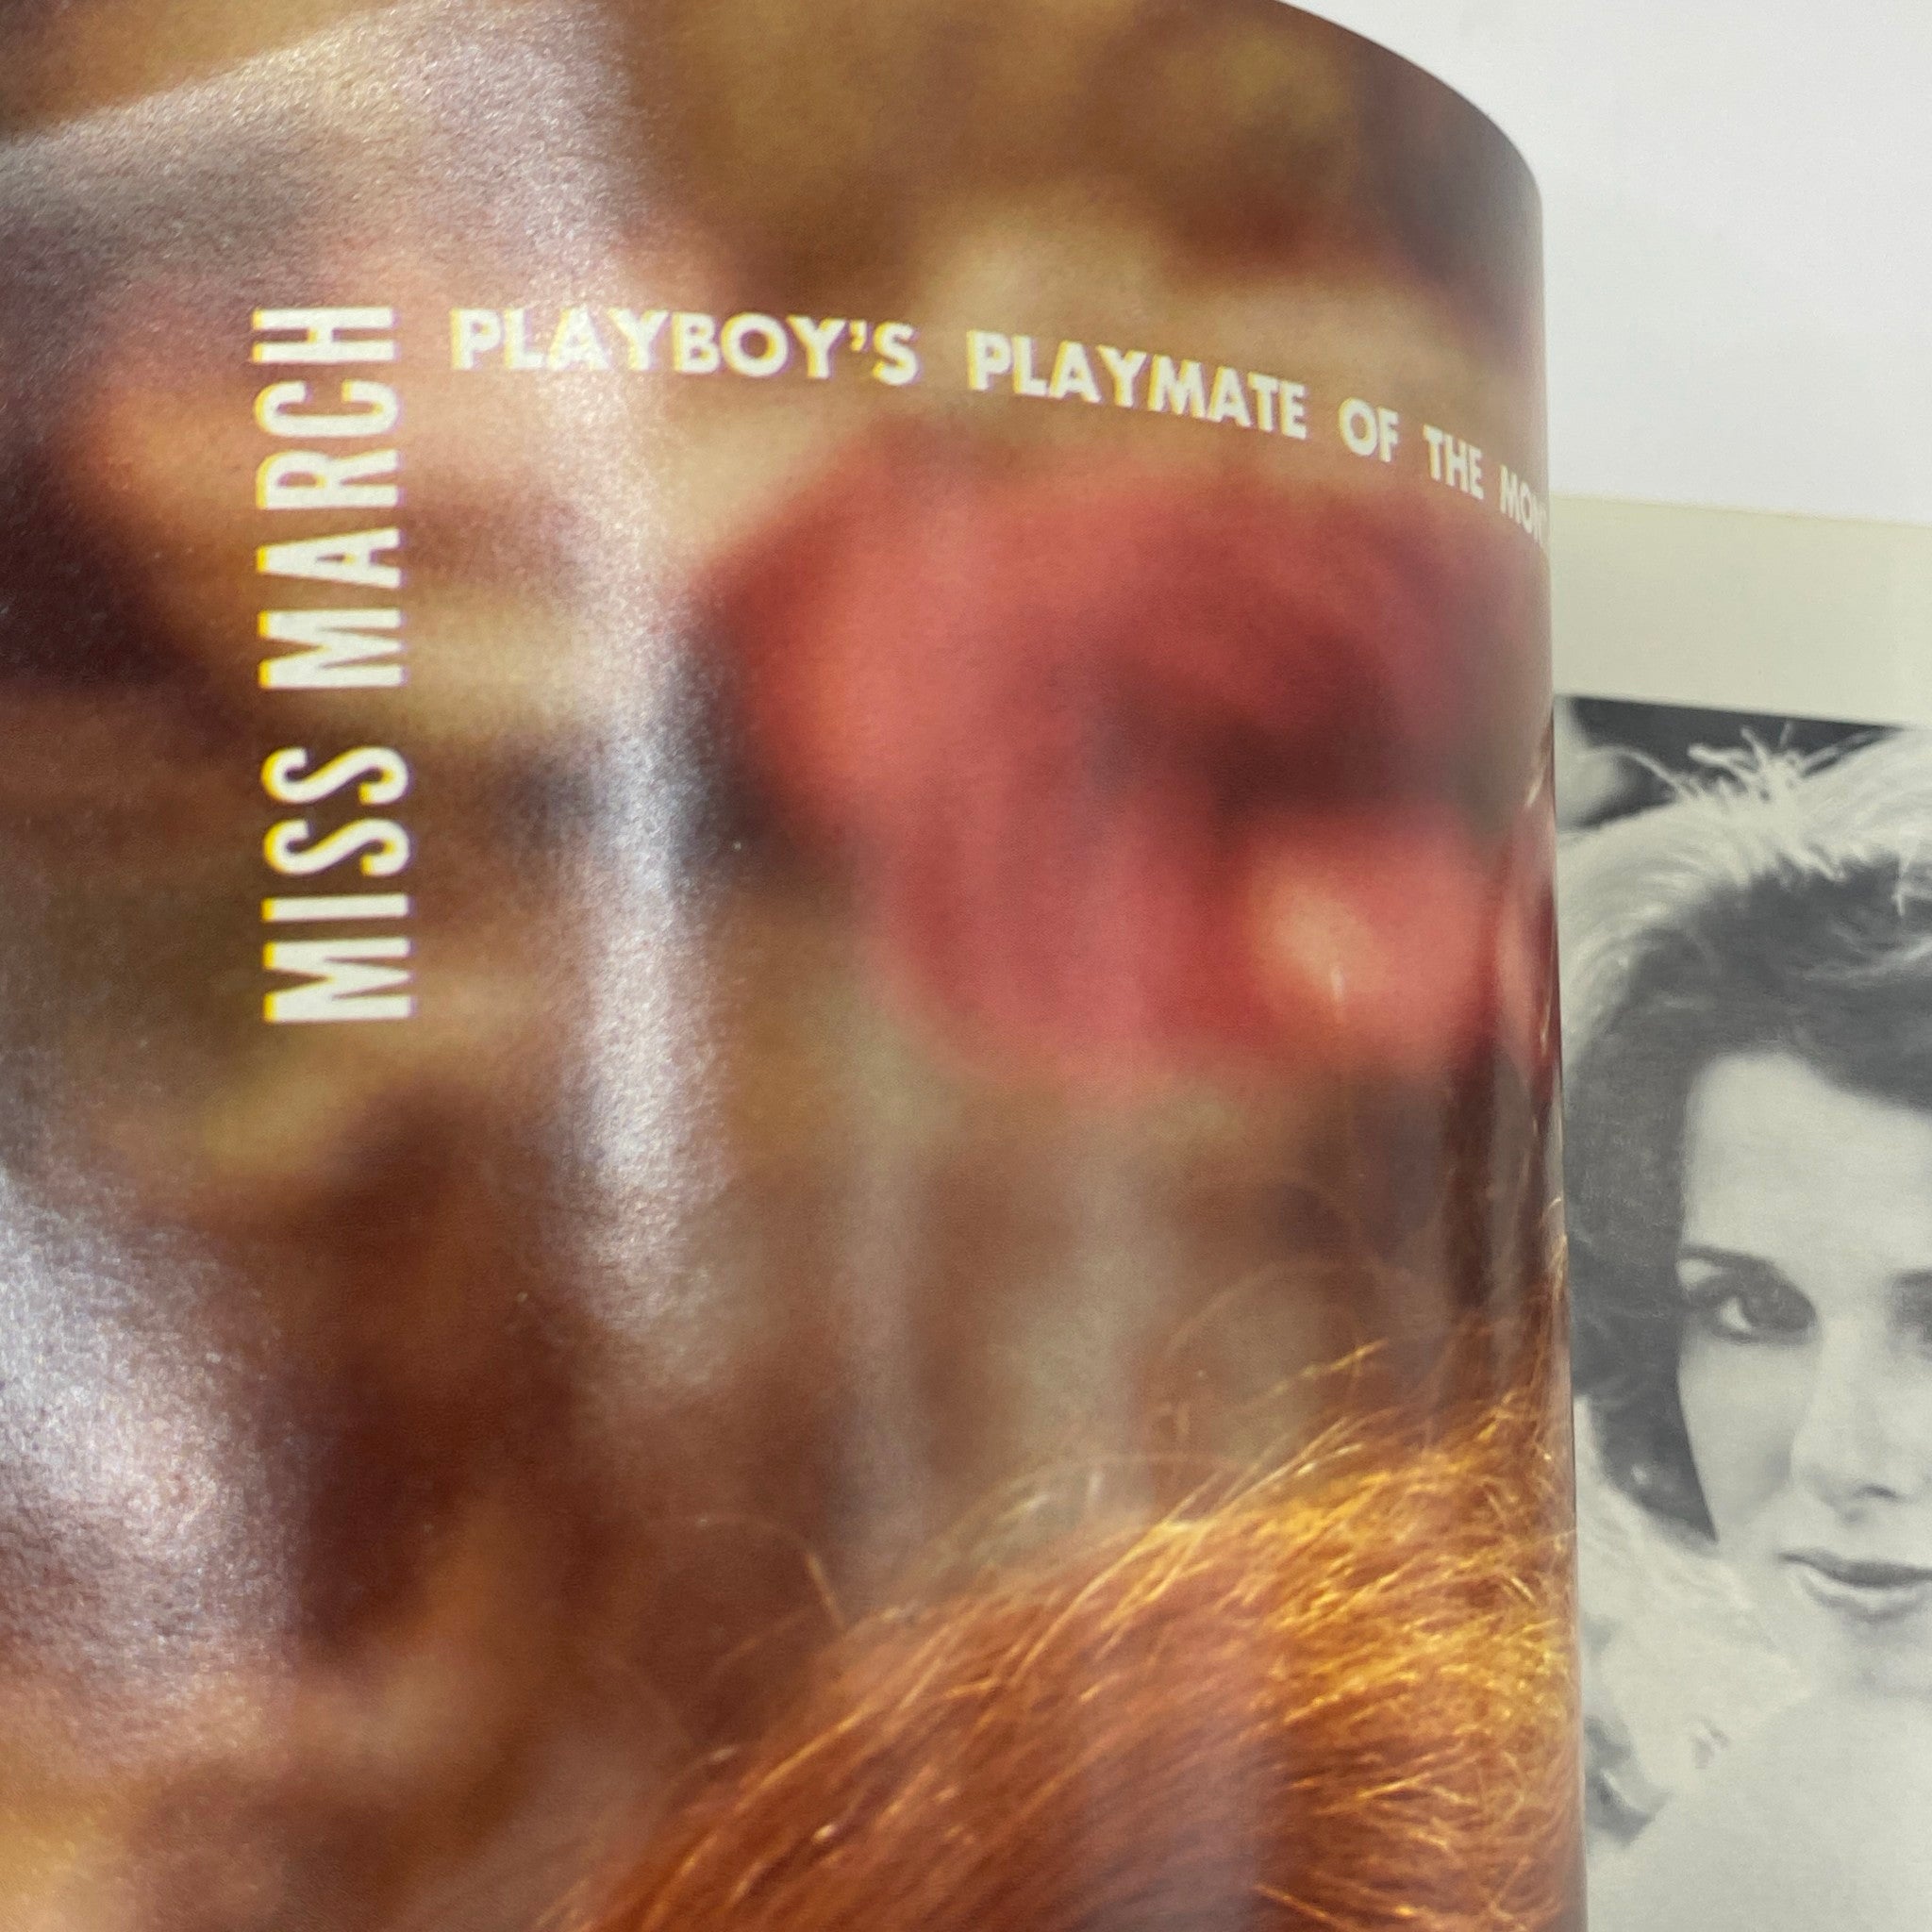 MISS MARCH
PLAYBOY'S PLAYMATE OF THE